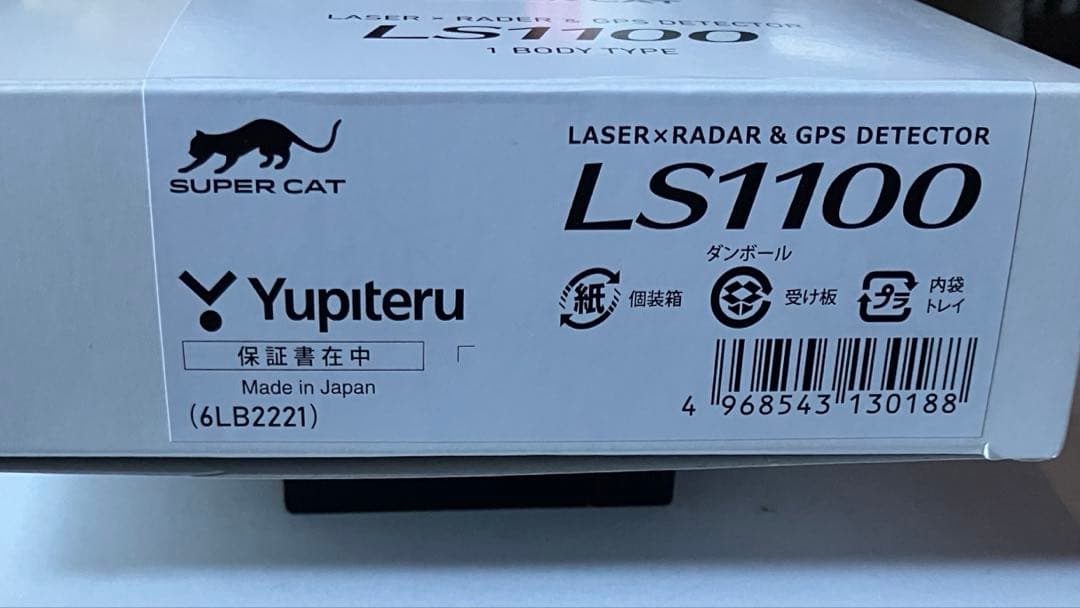 LASER × RADER & GPS DETECTOR
LS1100
1 BODY TYPE
SUPER CAT
LASER×RADAR & GPS DETECTOR
LS1100
Yupiteru
保証書在中
Made in Japan
(6LB2221)
紙 個装箱
ダンボール
受け板
プラ 内袋
トレイ
4 968543 130188